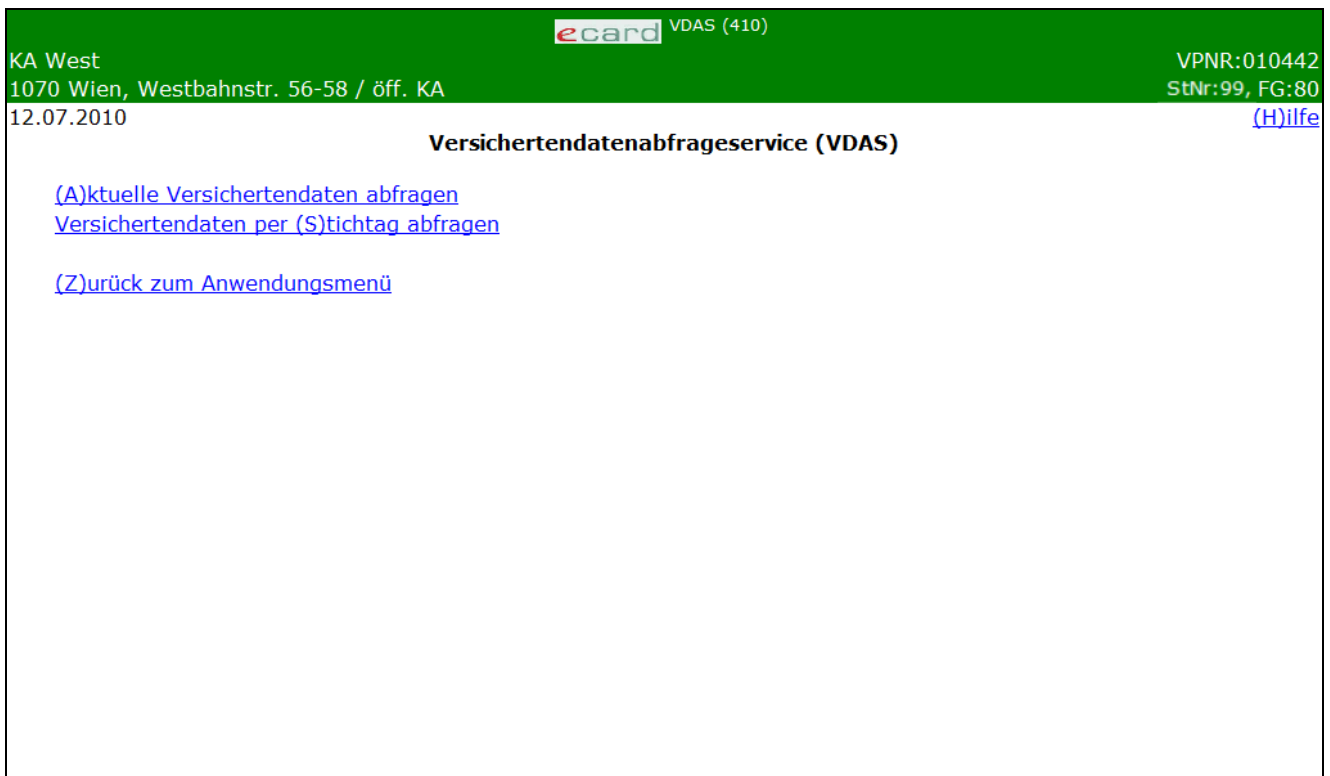 ecard VDAS (410)
KA West VPNR:010442
1070 Wien, Westbahnstr. 56-58 / öff. KA StNr:99, FG:80
12.07.2010 (H)ilfe
Versichertendatenabfrageservice (VDAS)
(A)ktuelle Versichertendaten abfragen
Versichertendaten per (S)tichtag abfragen
(Z)urück zum Anwendungsmenü